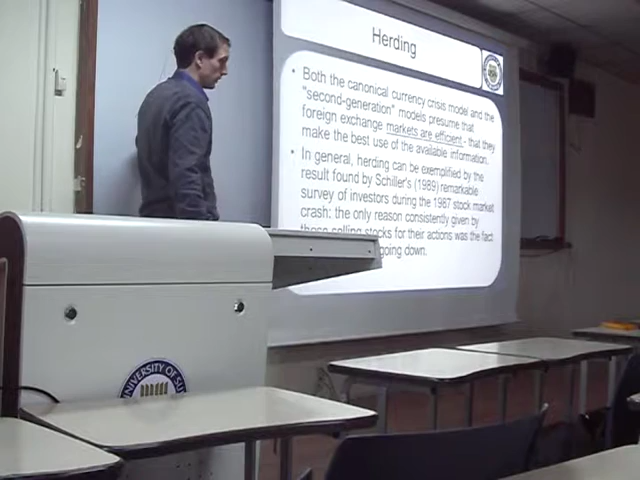 Herding
• Both the canonical currency crisis model and the
"second-generation" models presume that
foreign exchange markets are efficient - that they
make the best use of the available information.
• In general, herding can be exemplified by the
result found by Schiller's (1989) remarkable
survey of investors during the 1987 stock market
crash: the only reason consistently given by
those selling stocks for their actions was the fact
going down.
UNIVERSITY OF